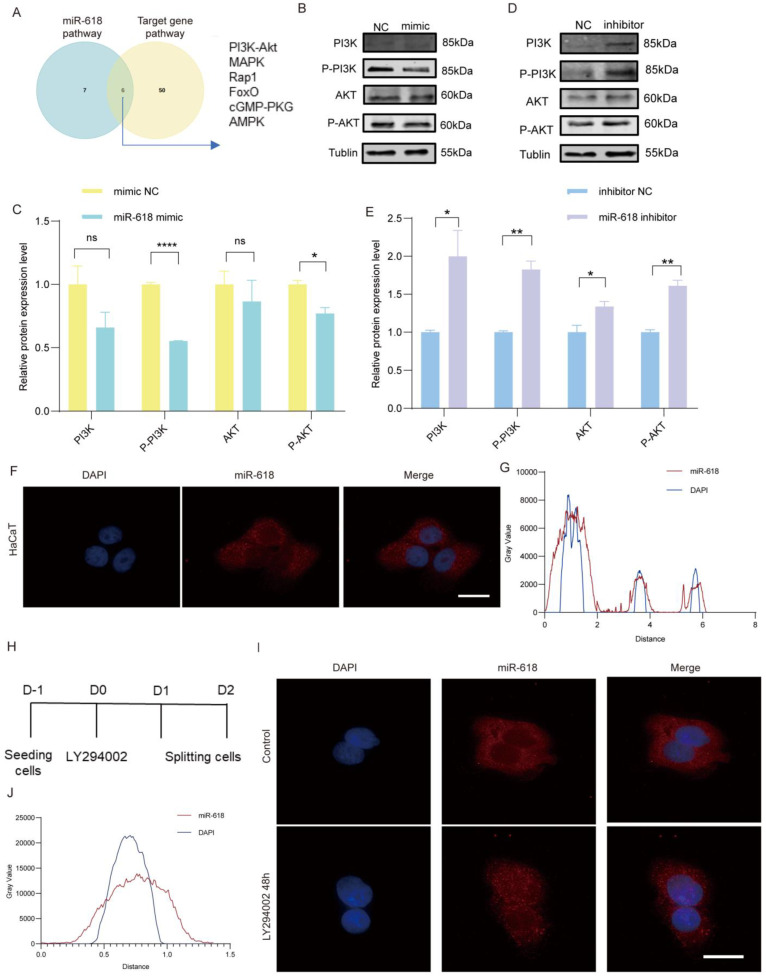 A
miR-618
pathway
Target gene
pathway
7
6
50
PI3K-Akt
MAPK
Rap1
FoxO
cGMP-PKG
AMPK
B
NC mimic
PI3K 85kDa
P-PI3K 85kDa
AKT 60kDa
P-AKT 60kDa
Tublin 55kDa
D
NC inhibitor
PI3K 85kDa
P-PI3K 85kDa
AKT 60kDa
P-AKT 60kDa
Tublin 55kDa
C
mimic NC
miR-618 mimic
Relative protein expression level
1.5
1.0
0.5
0.0
ns
****
ns
*
PI3K
P-PI3K
AKT
P-AKT
E
inhibitor NC
miR-618 inhibitor
Relative protein expression level
2.5
2.0
1.5
1.0
0.5
0.0
*
**
*
**
PI3K
P-PI3K
AKT
P-AKT
F
DAPI
miR-618
Merge
HaCaT
G
miR-618
DAPI
Gray Value
10000
8000
6000
4000
2000
0
0 2 4 6 8
Distance
H
D-1 D0 D1 D2
Seeding
cells
LY294002
Splitting cells
I
DAPI
miR-618
Merge
Control
LY294002 48h
J
miR-618
DAPI
Gray Value
25000
20000
15000
10000
5000
0
0.0 0.5 1.0 1.5
Distance